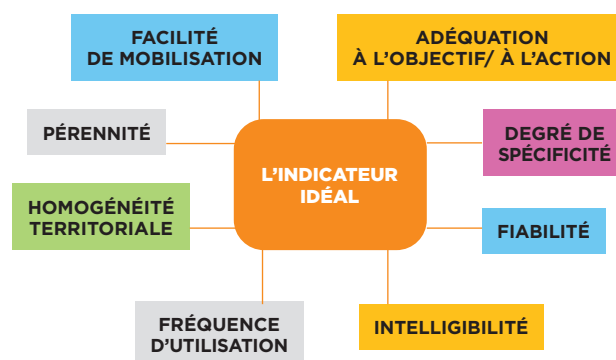 FACILITÉ
DE MOBILISATION
ADÉQUATION
À L'OBJECTIF/ À L'ACTION
PÉRENNITÉ
DEGRÉ DE
SPÉCIFICITÉ
L'INDICATEUR
IDÉAL
HOMOGÉNÉITÉ
TERRITORIALE
FIABILITÉ
FRÉQUENCE
D'UTILISATION
INTELLIGIBILITÉ